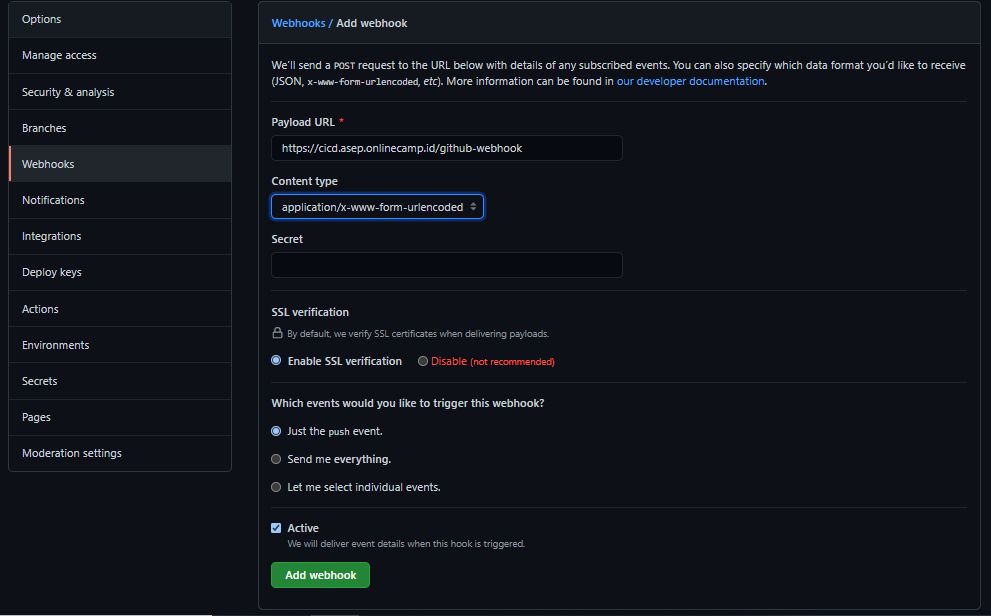 Options
Manage access
Security & analysis
Branches
Webhooks
Notifications
Integrations
Deploy keys
Actions
Environments
Secrets
Pages
Moderation settings
Webhooks / Add webhook
We'll send a POST request to the URL below with details of any subscribed events. You can also specify which data format you'd like to receive
(JSON, x-www-form-urlencoded, etc). More information can be found in our developer documentation.
Payload URL *
https://cicd.asep.onlinecamp.id/github-webhook
Content type
application/x-www-form-urlencoded
Secret
SSL verification
By default, we verify SSL certificates when delivering payloads.
Enable SSL verification Disable (not recommended)
Which events would you like to trigger this webhook?
Just the push event.
Send me everything.
Let me select individual events.
Active
We will deliver event details when this hook is triggered.
Add webhook